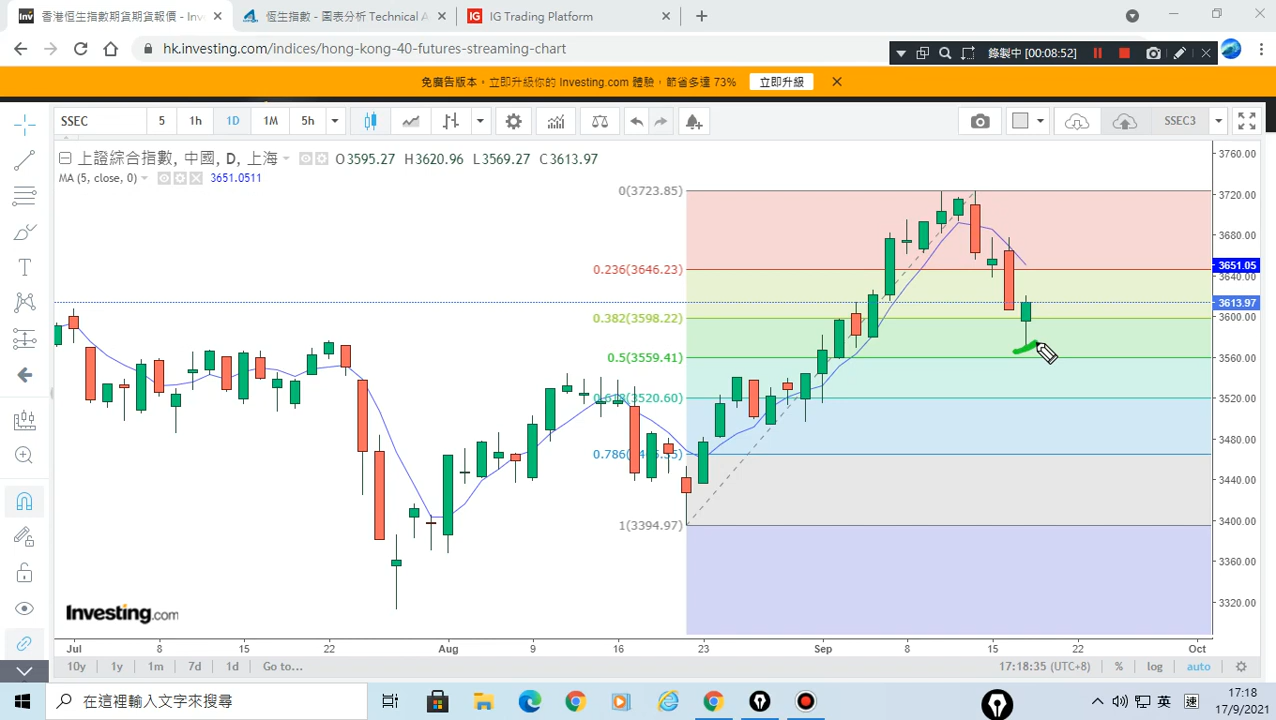 香港恒生指數期貨期貨報價 - Inve
恆生指數 - 圖表分析 Technical A
IG Trading Platform
hk.investing.com/indices/hong-kong-40-futures-streaming-chart
錄製中 [00:08:52]
免廣告版本。立即升級你的 Investing.com 體驗，節省多達 73%
立即升級
SSEC 5 1h 1D 1M 5h SSEC3
上證綜合指數, 中國, D, 上海 O3595.27 H3620.96 L3569.27 C3613.97
MA (5, close, 0) 3651.0511
0(3723.85)
0.236(3646.23)
0.382(3598.22)
0.5(3559.41)
0.618(3520.60)
1(3394.97)
3760.00
3720.00
3680.00
3651.05
3640.00
3613.97
3600.00
3560.00
3520.00
3480.00
3440.00
3400.00
3360.00
3320.00
Investing.com
Jul 8 15 22 Aug 9 16 23 Sep 8 15 22 Oct
10y 1y 1m 7d 1d Go to... 17:18:35 (UTC+8) % log auto
在這裡輸入文字來搜尋
英
17:18
17/9/2021